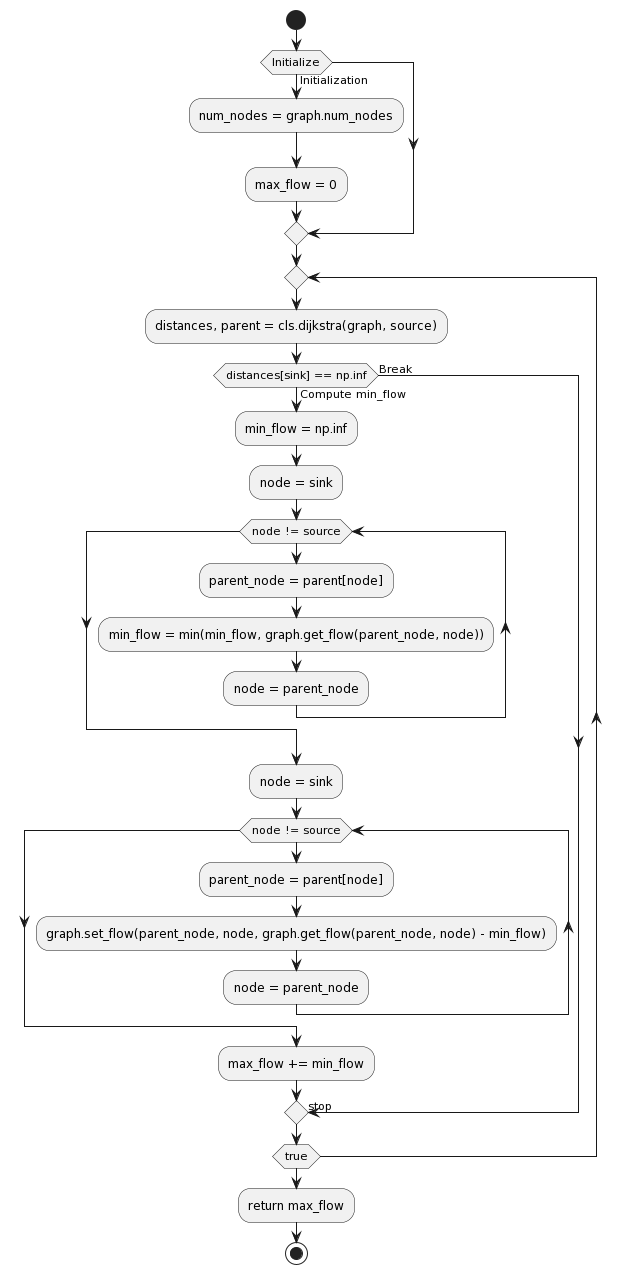 Initialize
Initialization
num_nodes = graph.num_nodes
max_flow = 0
distances, parent = cls.dijkstra(graph, source)
distances[sink] == np.inf
Break
Compute min_flow
min_flow = np.inf
node = sink
node != source
parent_node = parent[node]
min_flow = min(min_flow, graph.get_flow(parent_node, node))
node = parent_node
node = sink
node != source
parent_node = parent[node]
graph.set_flow(parent_node, node, graph.get_flow(parent_node, node) - min_flow)
node = parent_node
max_flow += min_flow
stop
true
return max_flow